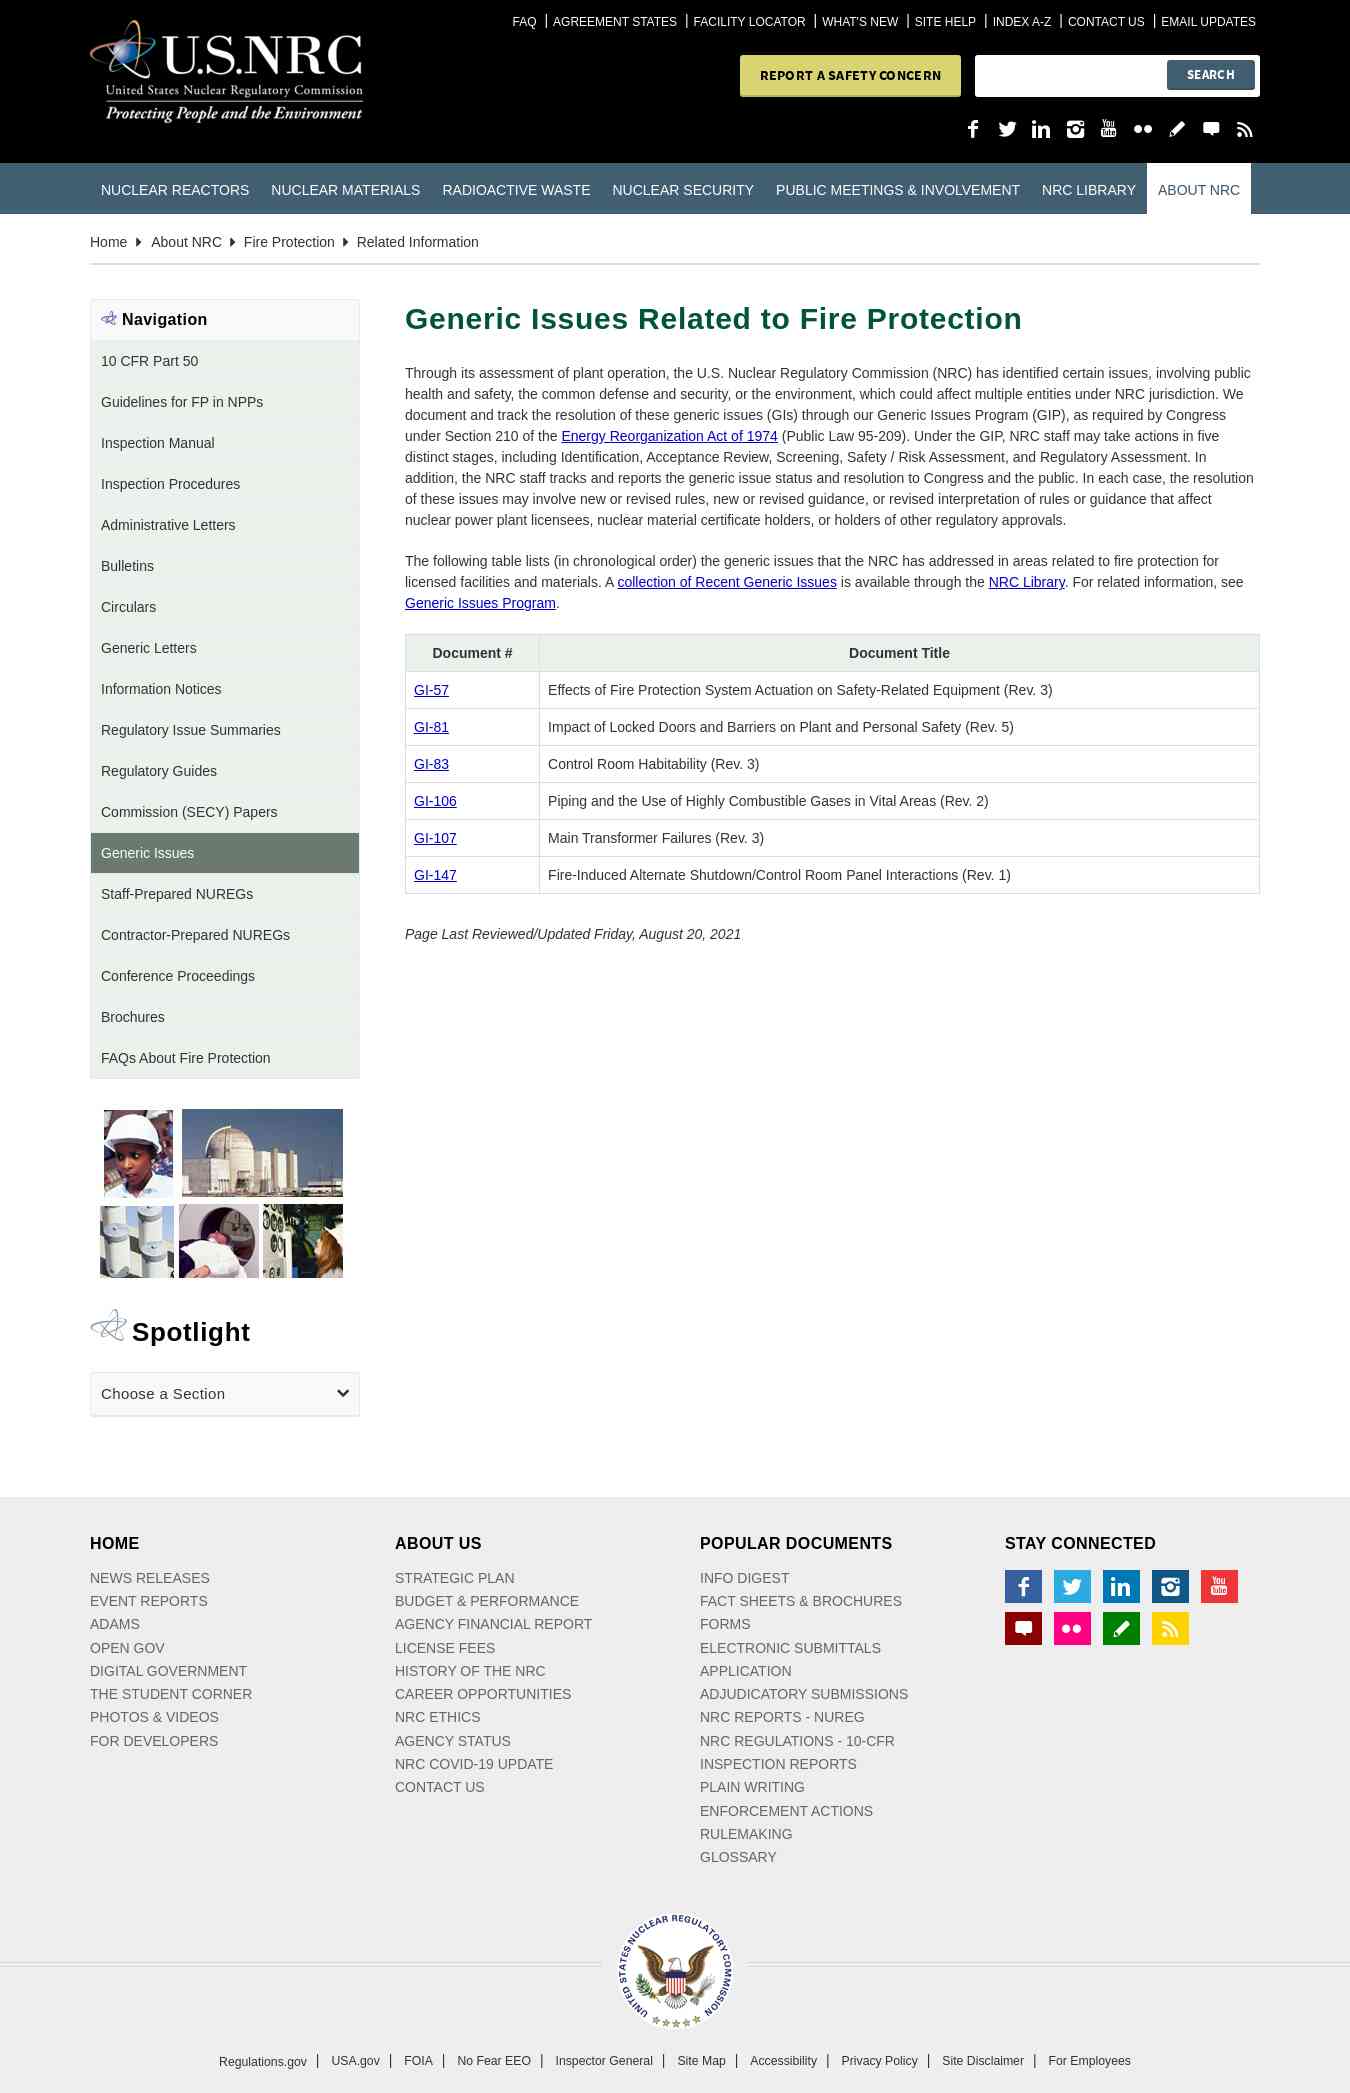 FAQ AGREEMENT STATES FACILITY LOCATOR WHAT'S NEW SITE HELP INDEX A-Z CONTACT US EMAIL UPDATES
U.S.NRC
United States Nuclear Regulatory Commission
Protecting People and the Environment
REPORT A SAFETY CONCERN
SEARCH
You Tube
NUCLEAR REACTORS NUCLEAR MATERIALS RADIOACTIVE WASTE NUCLEAR SECURITY PUBLIC MEETINGS & INVOLVEMENT NRC LIBRARY ABOUT NRC
Home About NRC Fire Protection Related Information
Navigation
10 CFR Part 50
Guidelines for FP in NPPs
Inspection Manual
Inspection Procedures
Administrative Letters
Bulletins
Circulars
Generic Letters
Information Notices
Regulatory Issue Summaries
Regulatory Guides
Commission (SECY) Papers
Generic Issues
Staff-Prepared NUREGs
Contractor-Prepared NUREGs
Conference Proceedings
Brochures
FAQs About Fire Protection
Spotlight
Choose a Section
Generic Issues Related to Fire Protection
Through its assessment of plant operation, the U.S. Nuclear Regulatory Commission (NRC) has identified certain issues, involving public
health and safety, the common defense and security, or the environment, which could affect multiple entities under NRC jurisdiction. We
document and track the resolution of these generic issues (GIs) through our Generic Issues Program (GIP), as required by Congress
under Section 210 of the Energy Reorganization Act of 1974 (Public Law 95-209). Under the GIP, NRC staff may take actions in five
distinct stages, including Identification, Acceptance Review, Screening, Safety / Risk Assessment, and Regulatory Assessment. In
addition, the NRC staff tracks and reports the generic issue status and resolution to Congress and the public. In each case, the resolution
of these issues may involve new or revised rules, new or revised guidance, or revised interpretation of rules or guidance that affect
nuclear power plant licensees, nuclear material certificate holders, or holders of other regulatory approvals.
The following table lists (in chronological order) the generic issues that the NRC has addressed in areas related to fire protection for
licensed facilities and materials. A collection of Recent Generic Issues is available through the NRC Library. For related information, see
Generic Issues Program.
Document # Document Title
GI-57 Effects of Fire Protection System Actuation on Safety-Related Equipment (Rev. 3)
GI-81 Impact of Locked Doors and Barriers on Plant and Personal Safety (Rev. 5)
GI-83 Control Room Habitability (Rev. 3)
GI-106 Piping and the Use of Highly Combustible Gases in Vital Areas (Rev. 2)
GI-107 Main Transformer Failures (Rev. 3)
GI-147 Fire-Induced Alternate Shutdown/Control Room Panel Interactions (Rev. 1)
Page Last Reviewed/Updated Friday, August 20, 2021
HOME
NEWS RELEASES
EVENT REPORTS
ADAMS
OPEN GOV
DIGITAL GOVERNMENT
THE STUDENT CORNER
PHOTOS & VIDEOS
FOR DEVELOPERS
ABOUT US
STRATEGIC PLAN
BUDGET & PERFORMANCE
AGENCY FINANCIAL REPORT
LICENSE FEES
HISTORY OF THE NRC
CAREER OPPORTUNITIES
NRC ETHICS
AGENCY STATUS
NRC COVID-19 UPDATE
CONTACT US
POPULAR DOCUMENTS
INFO DIGEST
FACT SHEETS & BROCHURES
FORMS
ELECTRONIC SUBMITTALS
APPLICATION
ADJUDICATORY SUBMISSIONS
NRC REPORTS - NUREG
NRC REGULATIONS - 10-CFR
INSPECTION REPORTS
PLAIN WRITING
ENFORCEMENT ACTIONS
RULEMAKING
GLOSSARY
STAY CONNECTED
You Tube
UNITED STATES NUCLEAR REGULATORY COMMISSION
Regulations.gov USA.gov FOIA No Fear EEO Inspector General Site Map Accessibility Privacy Policy Site Disclaimer For Employees